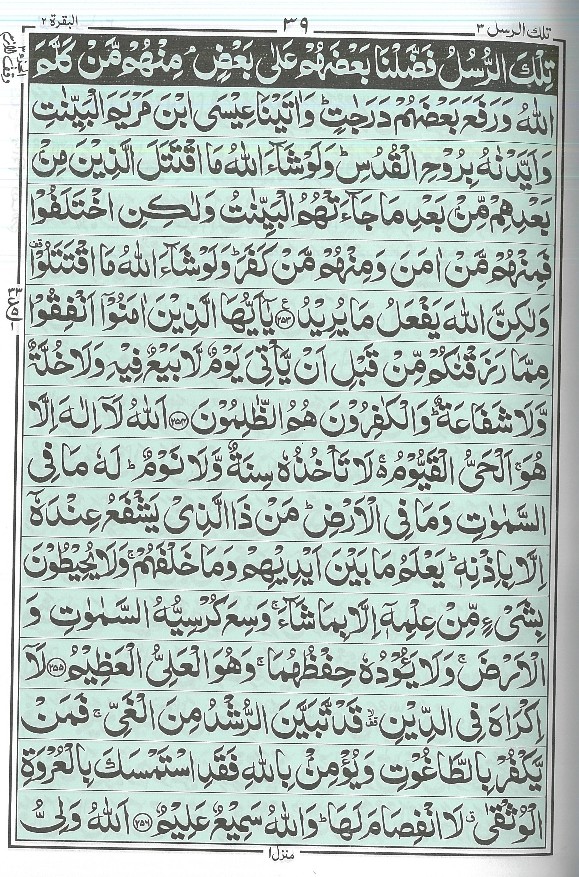 تلك الرسل ٣ ٣٩ البقرة ٢
تِلْكَ الرُّسُلُ فَضَّلْنَا بَعْضَهُمْ عَلٰى بَعْضٍ ۘ مِنْهُمْ مَّنْ كَلَّمَ
اللّٰهُ وَرَفَعَ بَعْضَهُمْ دَرَجٰتٍ ؕ وَاٰتَيْنَا عِيْسَى ابْنَ مَرْيَمَ الْبَيِّنٰتِ
وَاَيَّدْنٰهُ بِرُوْحِ الْقُدُسِ ؕ وَلَوْ شَآءَ اللّٰهُ مَا اقْتَتَلَ الَّذِيْنَ مِنْ
بَعْدِهِمْ مِّنْ بَعْدِ مَا جَآءَتْهُمُ الْبَيِّنٰتُ وَلٰكِنِ اخْتَلَفُوْا
فَمِنْهُمْ مَّنْ اٰمَنَ وَمِنْهُمْ مَّنْ كَفَرَ ؕ وَلَوْ شَآءَ اللّٰهُ مَا اقْتَتَلُوْا
وَلٰكِنَّ اللّٰهَ يَفْعَلُ مَا يُرِيْدُ ۝٢٥٣ يٰۤاَيُّهَا الَّذِيْنَ اٰمَنُوْۤا اَنْفِقُوْا
مِمَّا رَزَقْنٰكُمْ مِّنْ قَبْلِ اَنْ يَّاْتِيَ يَوْمٌ لَّا بَيْعٌ فِيْهِ وَلَا خُلَّةٌ
وَّلَا شَفَاعَةٌ ؕ وَالْكٰفِرُوْنَ هُمُ الظّٰلِمُوْنَ ۝٢٥٤ اَللّٰهُ لَاۤ اِلٰهَ اِلَّا
هُوَ ۚ اَلْحَيُّ الْقَيُّوْمُ ۬ۚ لَا تَاْخُذُهٗ سِنَةٌ وَّلَا نَوْمٌ ؕ لَهٗ مَا فِي
السَّمٰوٰتِ وَمَا فِي الْاَرْضِ ؕ مَنْ ذَا الَّذِيْ يَشْفَعُ عِنْدَهٗۤ
اِلَّا بِاِذْنِهٖ ؕ يَعْلَمُ مَا بَيْنَ اَيْدِيْهِمْ وَمَا خَلْفَهُمْ ۚ وَلَا يُحِيْطُوْنَ
بِشَيْءٍ مِّنْ عِلْمِهٖۤ اِلَّا بِمَا شَآءَ ۚ وَسِعَ كُرْسِيُّهُ السَّمٰوٰتِ وَ
الْاَرْضَ ۚ وَلَا يَـُٔوْدُهٗ حِفْظُهُمَا ۚ وَهُوَ الْعَلِيُّ الْعَظِيْمُ ۝٢٥٥ لَاۤ
اِكْرَاهَ فِي الدِّيْنِ ۙ قَدْ تَّبَيَّنَ الرُّشْدُ مِنَ الْغَيِّ ۚ فَمَنْ
يَّكْفُرْ بِالطَّاغُوْتِ وَيُؤْمِنْۢ بِاللّٰهِ فَقَدِ اسْتَمْسَكَ بِالْعُرْوَةِ
الْوُثْقٰى ۗ لَا انْفِصَامَ لَهَا ؕ وَاللّٰهُ سَمِيْعٌ عَلِيْمٌ ۝٢٥٦ اَللّٰهُ وَلِيُّ
منزل ١